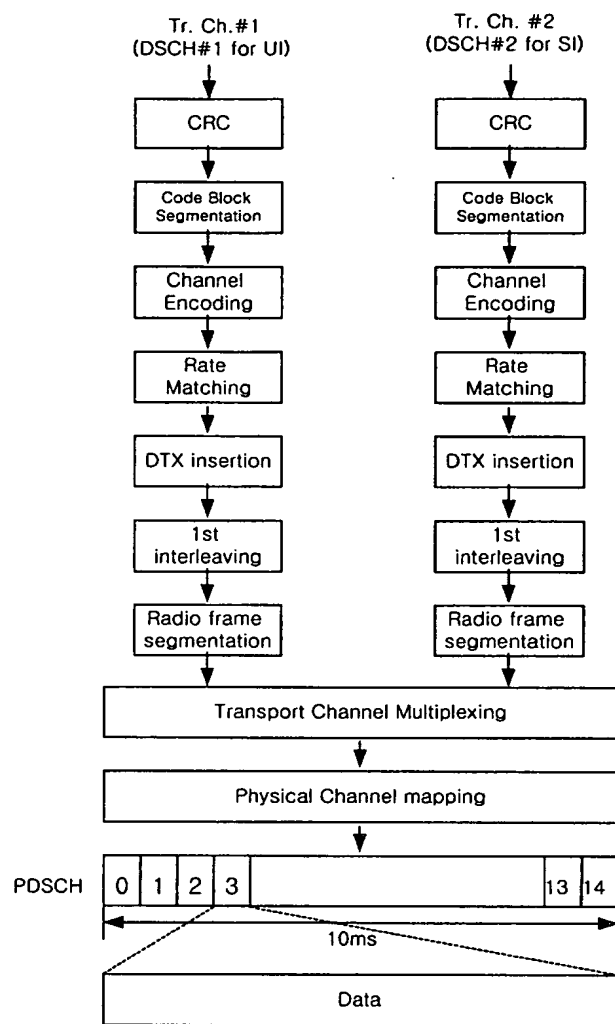 Tr. Ch.#1
(DSCH#1 for UI)
Tr. Ch.#2
(DSCH#2 for SI)
CRC
CRC
Code Block
Segmentation
Code Block
Segmentation
Channel
Encoding
Channel
Encoding
Rate
Matching
Rate
Matching
DTX insertion
DTX insertion
1st
interleaving
1st
interleaving
Radio frame
segmentation
Radio frame
segmentation
Transport Channel Multiplexing
Physical Channel mapping
PDSCH 0 1 2 3 13 14
10ms
Data